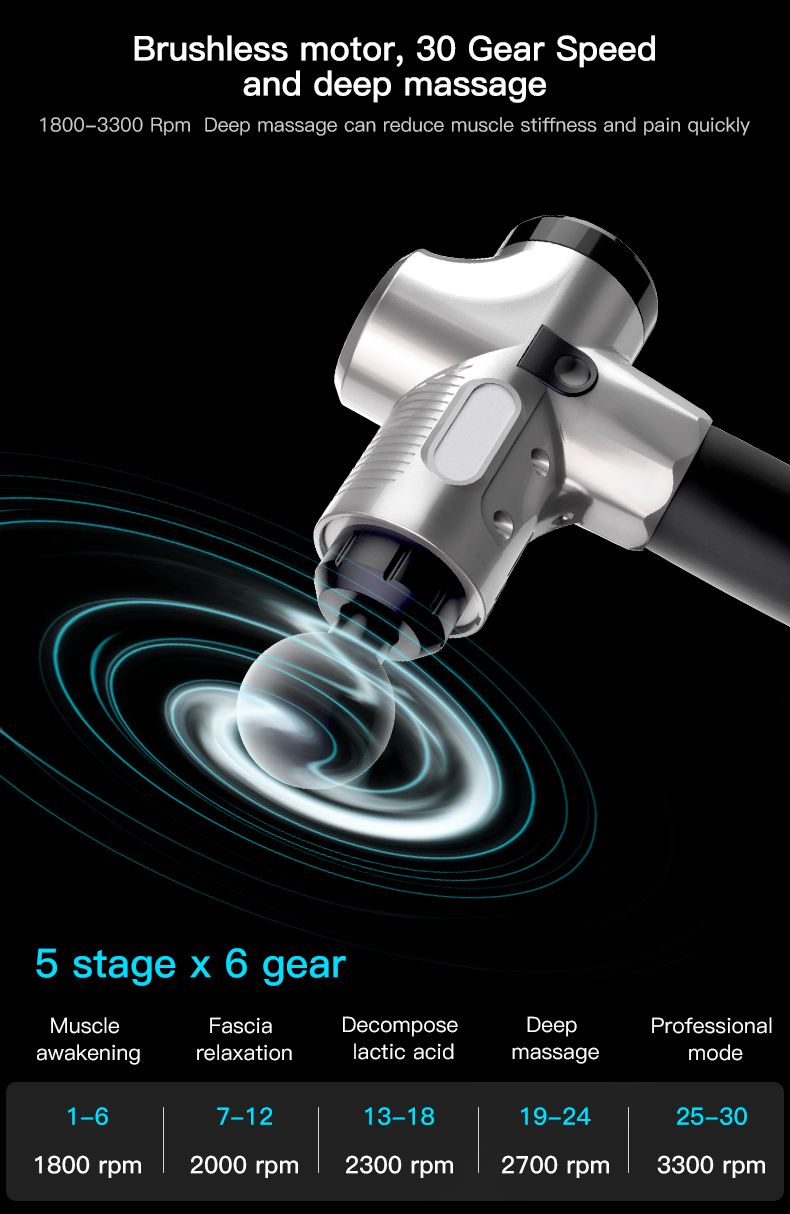 Brushless motor, 30 Gear Speed
and deep massage
1800–3300 Rpm  Deep massage can reduce muscle stiffness and pain quickly
5 stage x 6 gear
Muscle awakening
Fascia relaxation
Decompose lactic acid
Deep massage
Professional mode
1–6
7–12
13–18
19–24
25–30
1800 rpm
2000 rpm
2300 rpm
2700 rpm
3300 rpm